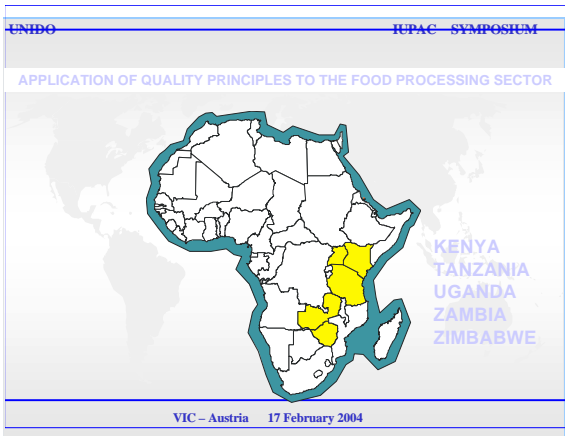 UNIDO IUPAC SYMPOSIUM
APPLICATION OF QUALITY PRINCIPLES TO THE FOOD PROCESSING SECTOR
KENYA
TANZANIA
UGANDA
ZAMBIA
ZIMBABWE
VIC – Austria 17 February 2004